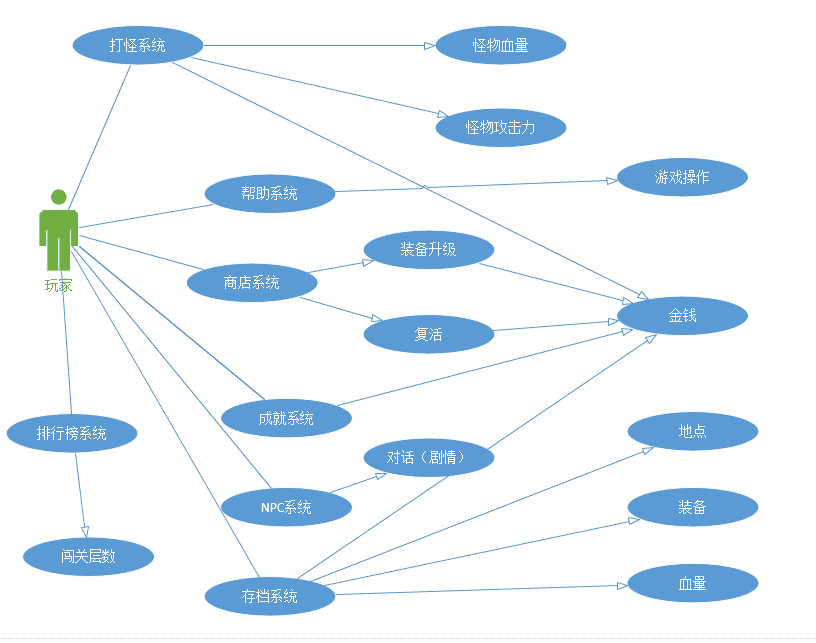 打怪系统
怪物血量
怪物攻击力
游戏操作
帮助系统
装备升级
商店系统
玩家
金钱
复活
成就系统
地点
排行榜系统
对话（剧情）
NPC系统
装备
闯关层数
血量
存档系统